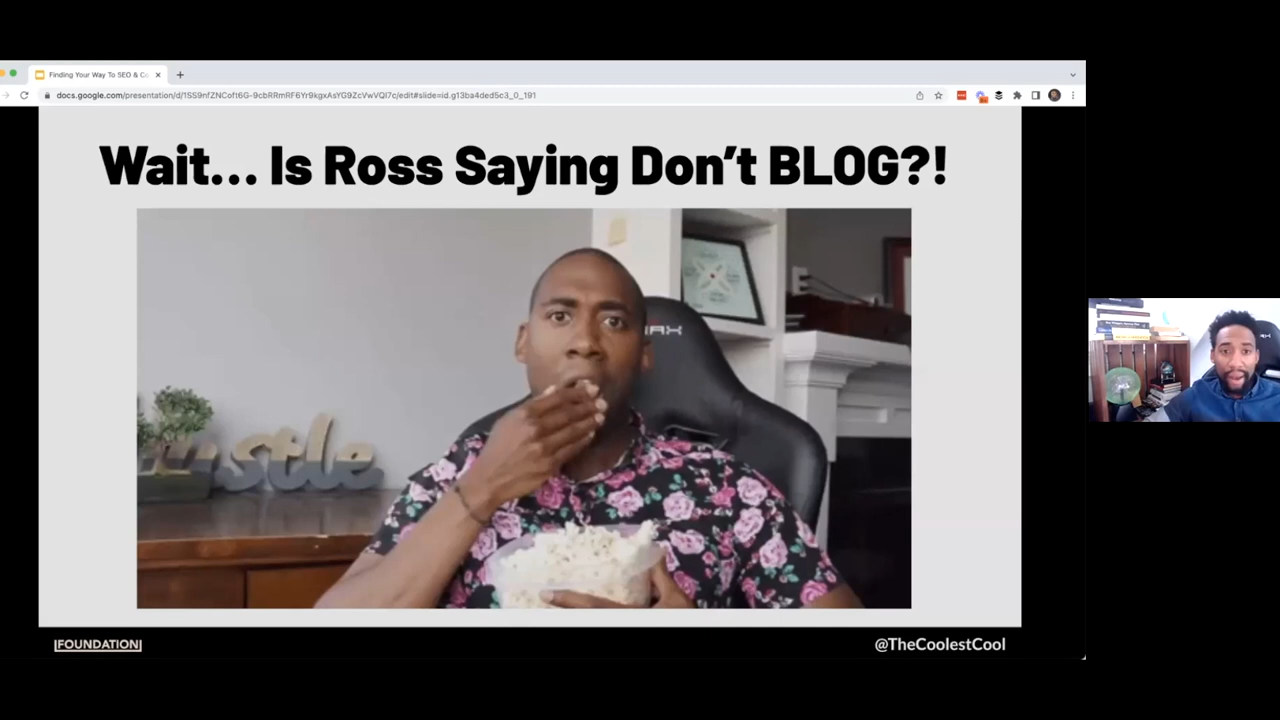 Finding Your Way To SEO & Co
docs.google.com/presentation/d/1SS9nfZNCoft6G-9cbRRmRF6Yr9kgxAsYG9ZcVwVQI7c/edit#slide=id.g13ba4ded5c3_0_191
Wait... Is Ross Saying Don't BLOG?!
ustle
|FOUNDATION|
@TheCoolestCool